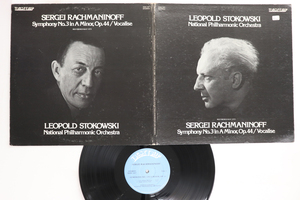 SERGEI RACHMANINOFF
Symphony No.3 in A Minor, Op.44/Vocalise
LEOPOLD STOKOWSKI
National Philharmonic Orchestra
LEOPOLD STOKOWSKI
National Philharmonic Orchestra
SERGEI RACHMANINOFF
Symphony No.3 in A Minor, Op.44/Vocalise